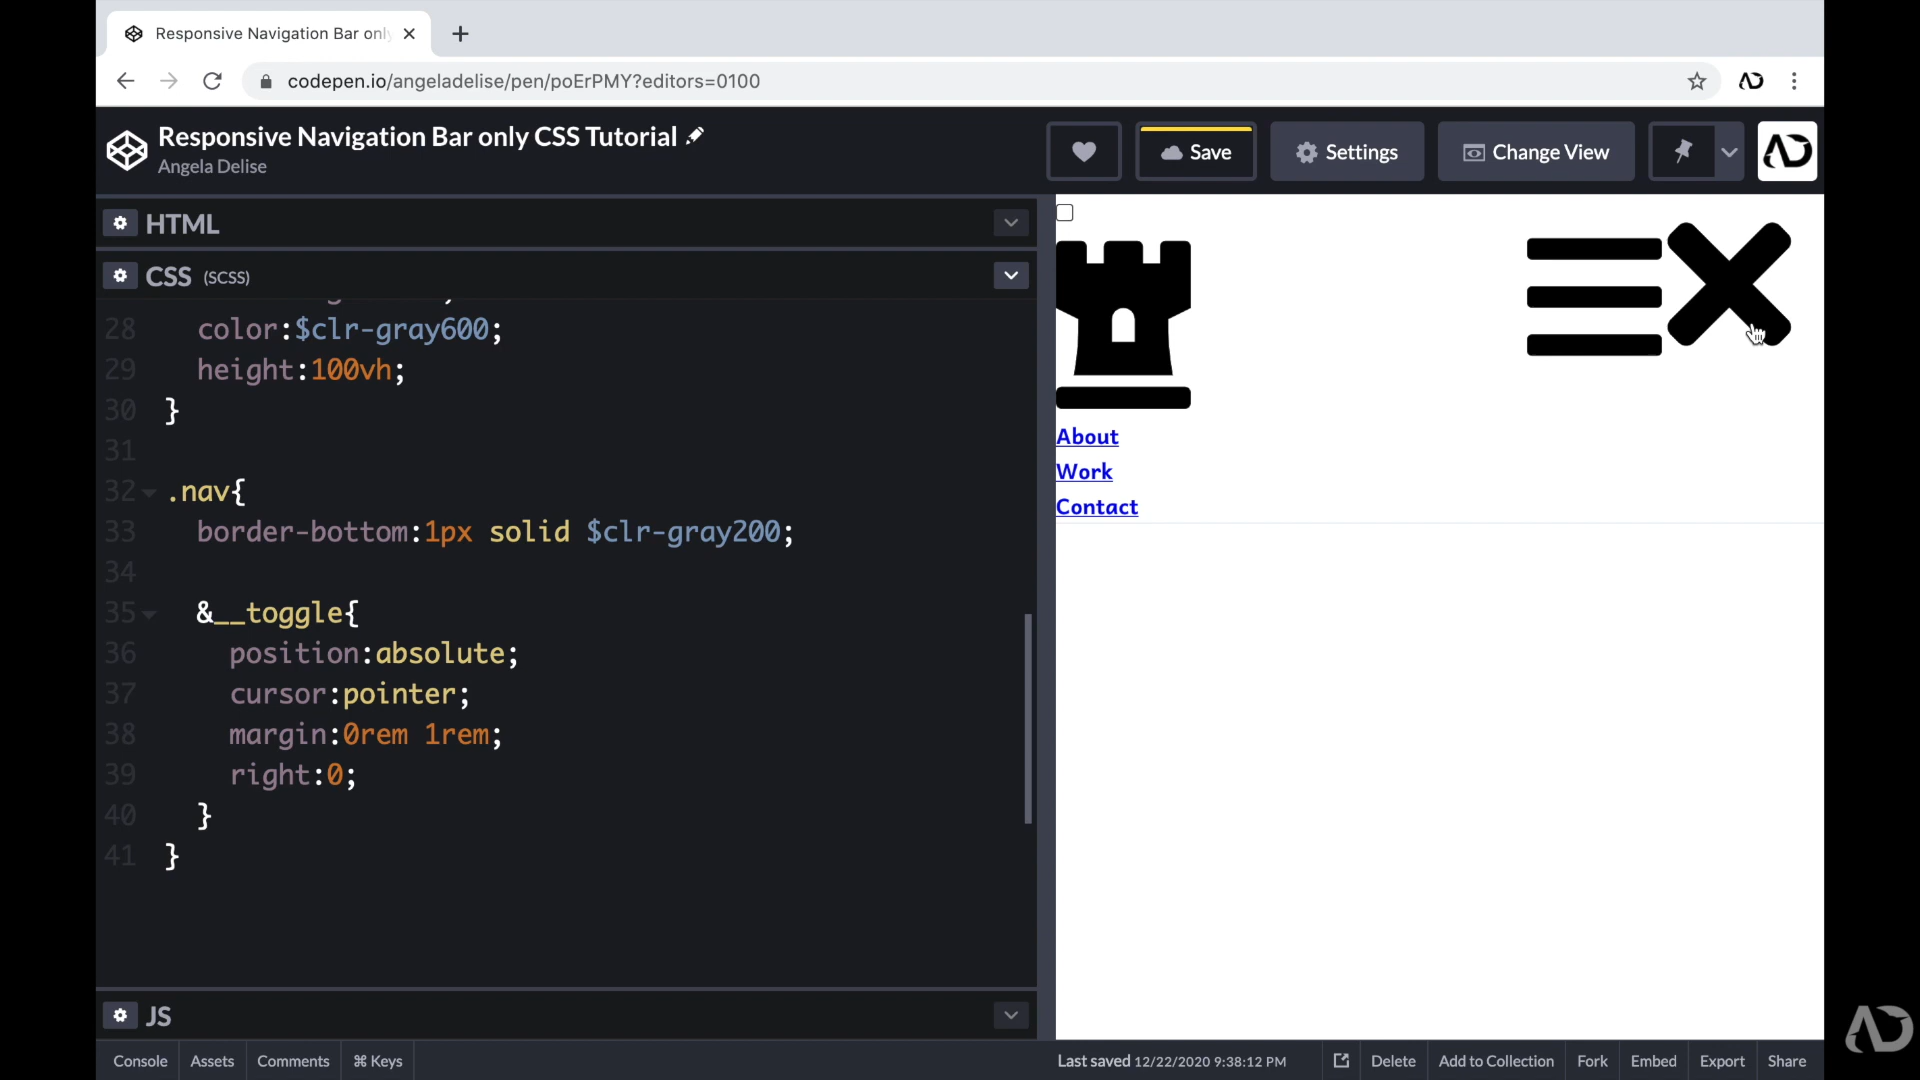 Responsive Navigation Bar onl
codepen.io/angeladelise/pen/poErPMY?editors=0100
Responsive Navigation Bar only CSS Tutorial
Angela Delise
Save
Settings
Change View
HTML
CSS (SCSS)
28 color:$clr-gray600;
29 height:100vh;
30 }
31
32 .nav{
33 border-bottom:1px solid $clr-gray200;
34
35 &__toggle{
36 position:absolute;
37 cursor:pointer;
38 margin:0rem 1rem;
39 right:0;
40 }
41 }
About
Work
Contact
JS
Console Assets Comments ⌘ Keys
Last saved 12/22/2020 9:38:12 PM
Delete Add to Collection Fork Embed Export Share